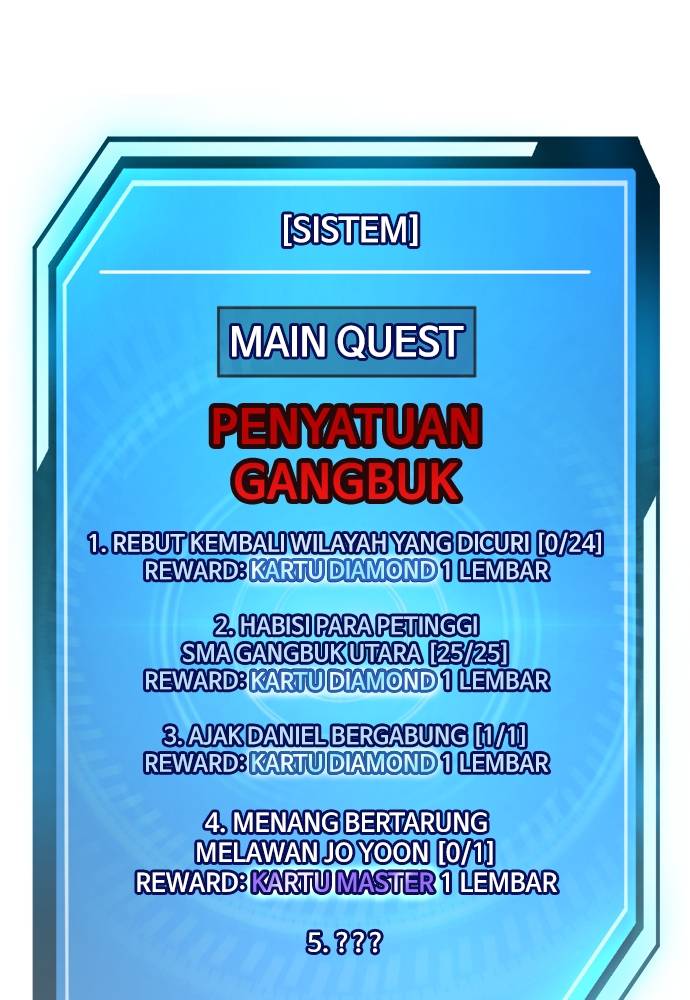 [SISTEM]
MAIN QUEST
PENYATUAN
GANGBUK
1. REBUT KEMBALI WILAYAH YANG DICURI [0/24]
REWARD: KARTU DIAMOND 1 LEMBAR
2. HABISI PARA PETINGGI
SMA GANGBUK UTARA [25/25]
REWARD: KARTU DIAMOND 1 LEMBAR
3. AJAK DANIEL BERGABUNG [1/1]
REWARD: KARTU DIAMOND 1 LEMBAR
4. MENANG BERTARUNG
MELAWAN JO YOON [0/1]
REWARD: KARTU MASTER 1 LEMBAR
5. ???